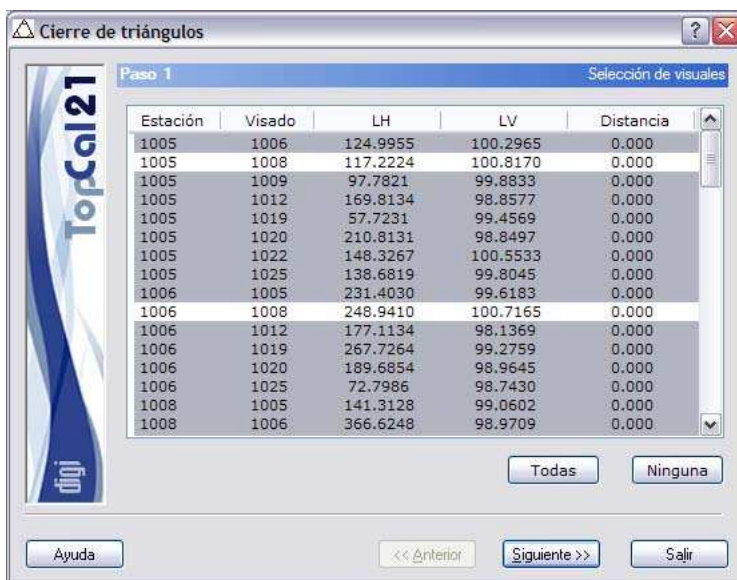 Cierre de triángulos
TopCal21
digi
Paso 1 Selección de visuales
Estación Visado LH LV Distancia
1005 1006 124.9955 100.2965 0.000
1005 1008 117.2224 100.8170 0.000
1005 1009 97.7821 99.8833 0.000
1005 1012 169.8134 98.8577 0.000
1005 1019 57.7231 99.4569 0.000
1005 1020 210.8131 98.8497 0.000
1005 1022 148.3267 100.5533 0.000
1005 1025 138.6819 99.8045 0.000
1006 1005 231.4030 99.6183 0.000
1006 1008 248.9410 100.7165 0.000
1006 1012 177.1134 98.1369 0.000
1006 1019 267.7264 99.2759 0.000
1006 1020 189.6854 98.9645 0.000
1006 1025 72.7986 98.7430 0.000
1008 1005 141.3128 99.0602 0.000
1008 1006 366.6248 98.9709 0.000
Todas Ninguna
Ayuda << Anterior Siguiente >> Salir